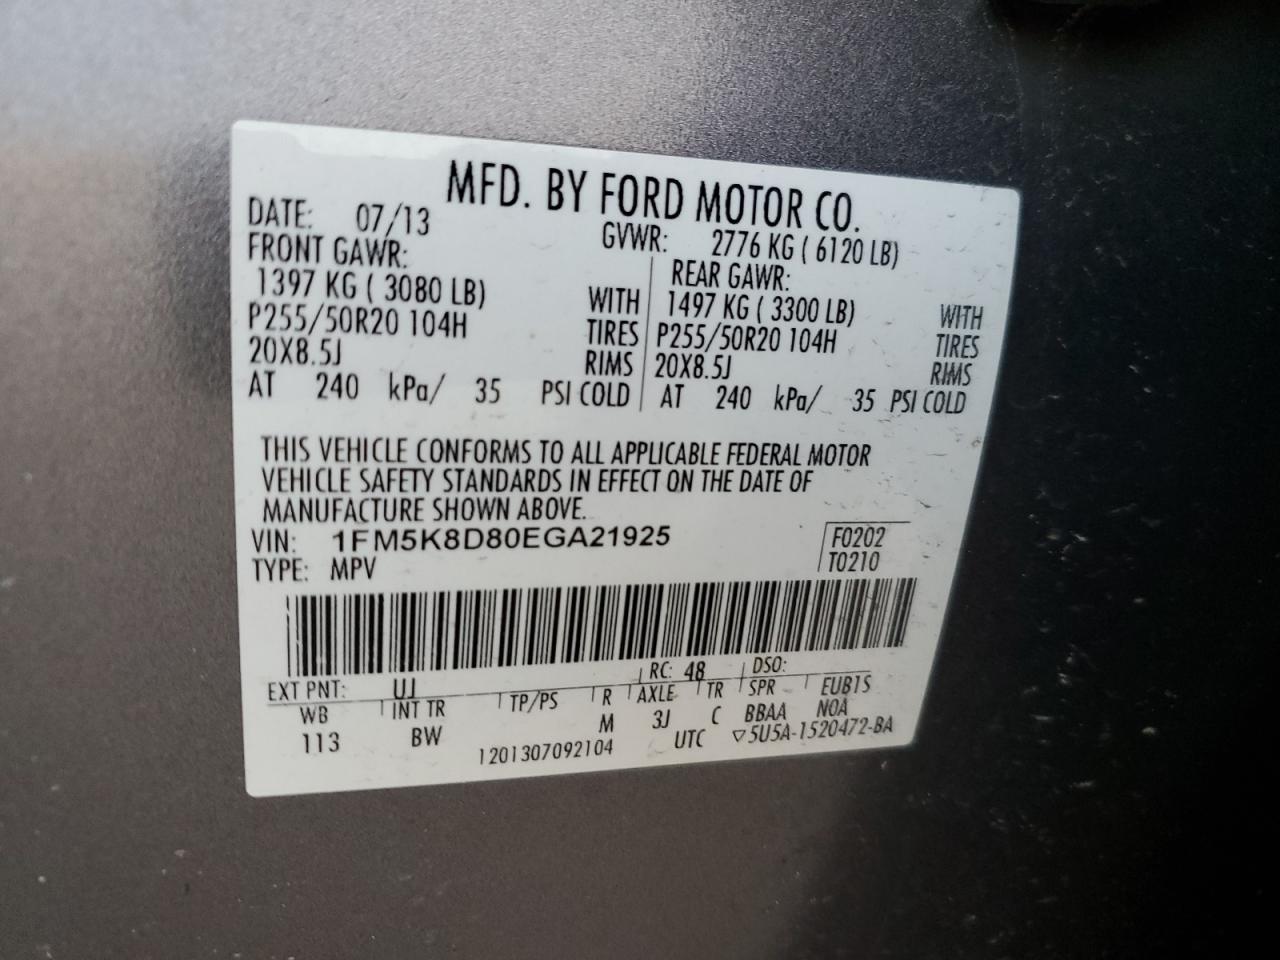 MFD. BY FORD MOTOR CO.
DATE: 07/13 GVWR: 2776 KG ( 6120 LB)
FRONT GAWR: REAR GAWR:
1397 KG ( 3080 LB) WITH 1497 KG ( 3300 LB) WITH
P255/50R20 104H TIRES P255/50R20 104H TIRES
20X8.5J RIMS 20X8.5J RIMS
AT 240 kPa/ 35 PSI COLD AT 240 kPa/ 35 PSI COLD
THIS VEHICLE CONFORMS TO ALL APPLICABLE FEDERAL MOTOR
VEHICLE SAFETY STANDARDS IN EFFECT ON THE DATE OF
MANUFACTURE SHOWN ABOVE.
VIN: 1FM5K8D80EGA21925 F0202
TYPE: MPV T0210
EXT PNT: UJ RC: 48 DSO:
WB INT TR TP/PS R AXLE TR SPR EUB1S
113 BW M 3J C BBAA NOA
1201307092104 UTC ▽5U5A-1520472-BA